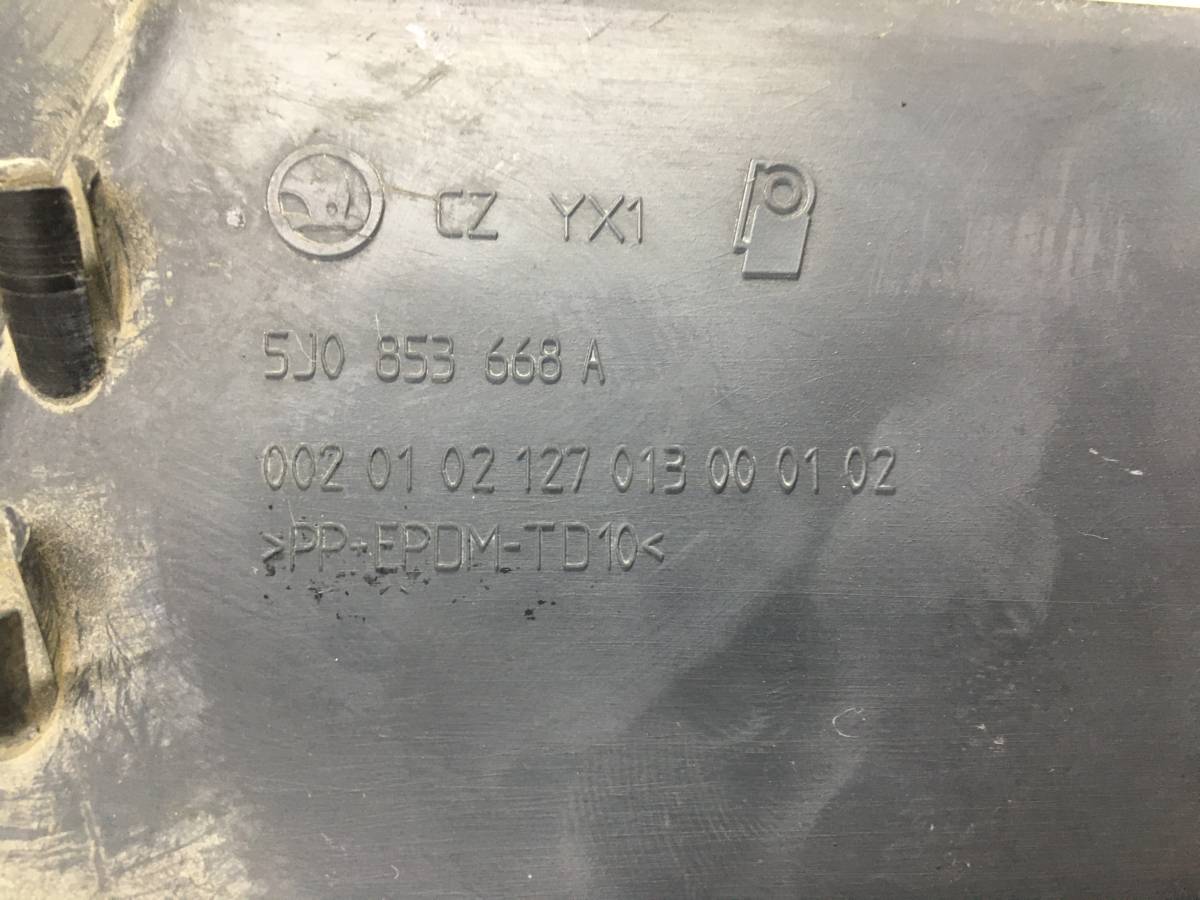 CZ YX1
5J0 853 668 A
002 01 02 127 013 00 01 02
>PP+EPDM-TD10<